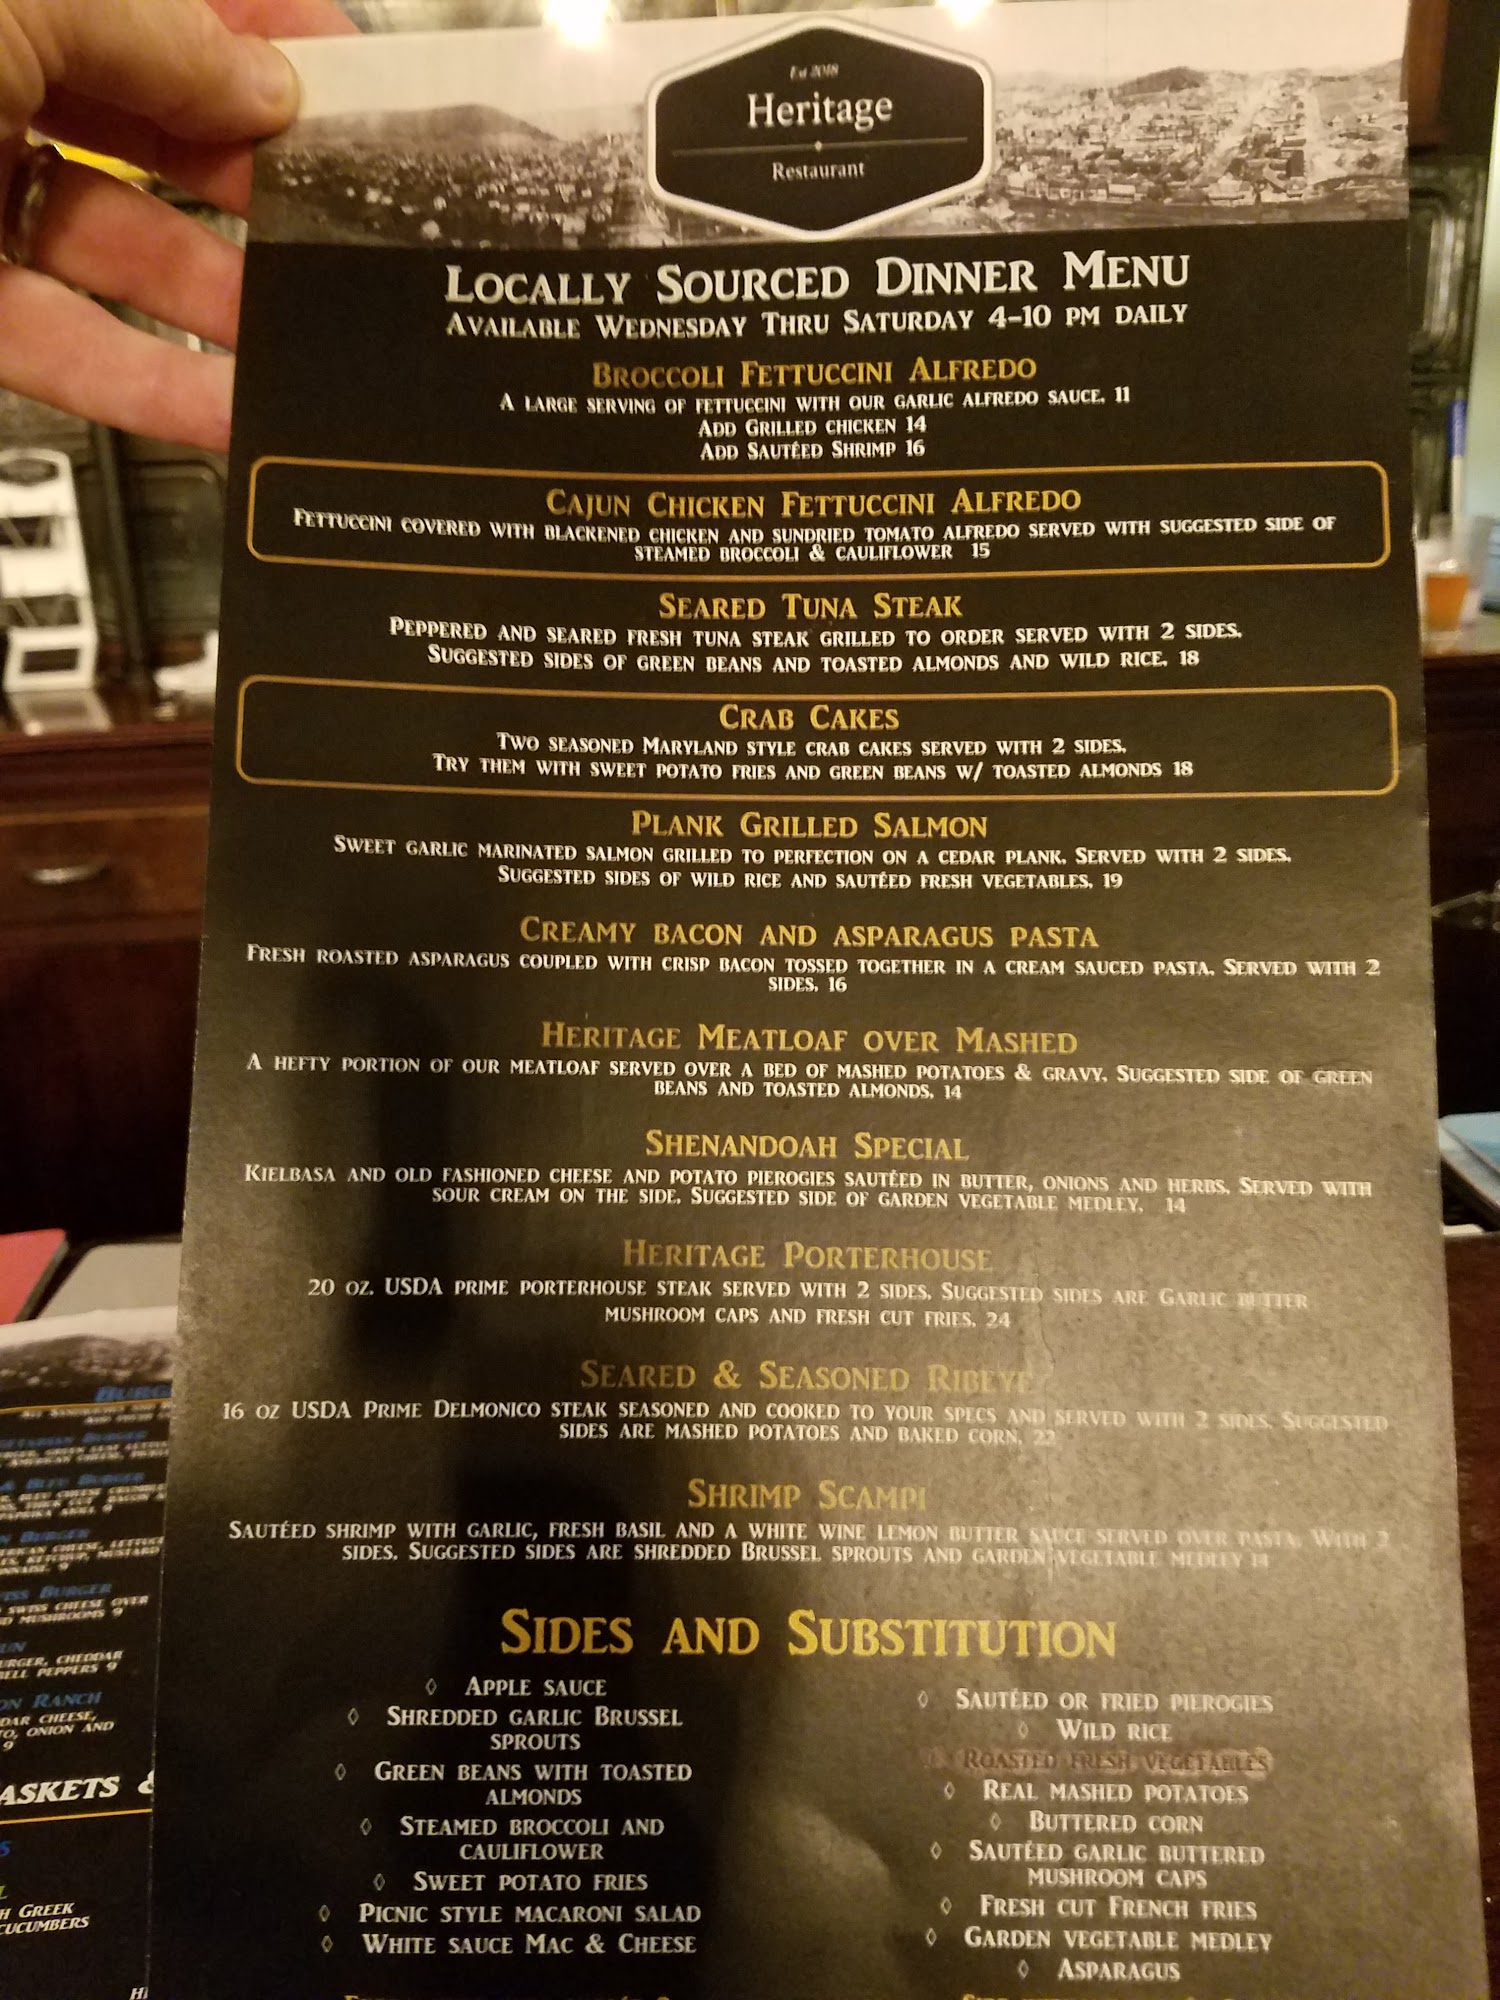 Est 2018
Heritage
Restaurant
Locally Sourced Dinner Menu
Available Wednesday Thru Saturday 4-10 pm daily
Broccoli Fettuccini Alfredo
A large serving of fettuccini with our garlic alfredo sauce. 11
Add Grilled chicken 14
Add Sautéed Shrimp 16
Cajun Chicken Fettuccini Alfredo
Fettuccini covered with blackened chicken and sundried tomato alfredo served with suggested side of
steamed broccoli & cauliflower 15
Seared Tuna Steak
Peppered and seared fresh tuna steak grilled to order served with 2 sides.
Suggested sides of green beans and toasted almonds and wild rice. 18
Crab Cakes
Two seasoned Maryland style crab cakes served with 2 sides.
Try them with sweet potato fries and green beans w/ toasted almonds 18
Plank Grilled Salmon
Sweet garlic marinated salmon grilled to perfection on a cedar plank. Served with 2 sides.
Suggested sides of wild rice and sautéed fresh vegetables. 19
Creamy bacon and asparagus pasta
Fresh roasted asparagus coupled with crisp bacon tossed together in a cream sauced pasta. Served with 2
sides. 16
Heritage Meatloaf over Mashed
A hefty portion of our meatloaf served over a bed of mashed potatoes & gravy. Suggested side of green
beans and toasted almonds. 14
Shenandoah Special
Kielbasa and old fashioned cheese and potato pierogies sautéed in butter, onions and herbs. Served with
sour cream on the side. Suggested side of garden vegetable medley. 14
Heritage Porterhouse
20 oz. USDA prime porterhouse steak served with 2 sides. Suggested sides are Garlic butter
mushroom caps and fresh cut fries. 24
Seared & Seasoned Ribeye
16 oz USDA Prime Delmonico steak seasoned and cooked to your specs and served with 2 sides. Suggested
sides are mashed potatoes and baked corn. 22
Shrimp Scampi
Sautéed shrimp with garlic, fresh basil and a white wine lemon butter sauce served over pasta. With 2
sides. Suggested sides are shredded Brussel sprouts and garden vegetable medley 14
Sides and Substitution
◊ Apple sauce
◊ Shredded garlic Brussel
sprouts
◊ Green beans with toasted
almonds
◊ Steamed broccoli and
cauliflower
◊ Sweet potato fries
◊ Picnic style macaroni salad
◊ White sauce Mac & Cheese
◊ Sautéed or fried pierogies
◊ Wild rice
Roasted fresh vegetables
◊ Real mashed potatoes
◊ Buttered corn
◊ Sautéed garlic buttered
mushroom caps
◊ Fresh cut French fries
◊ Garden vegetable medley
◊ Asparagus
Burger
Burger
Swiss cheese over
mushrooms 9
cheddar
bell peppers 9
Ranch
cheese,
onion and
9
&
Greek
cucumbers